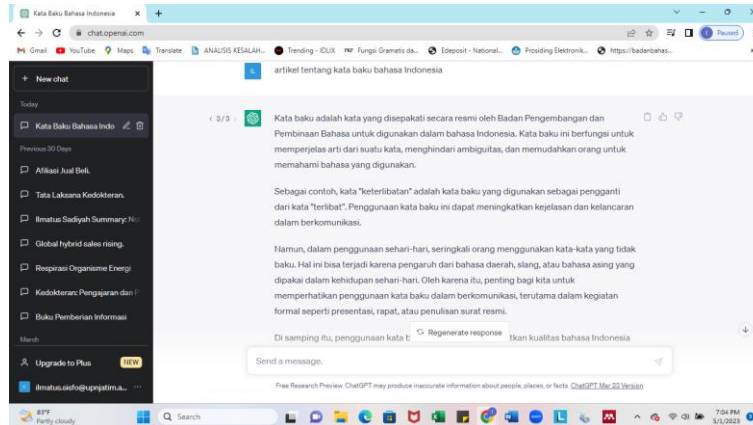 Kata Baku Bahasa Indonesia
chat.openai.com
Paused
Gmail YouTube Maps Translate ANALISIS KESALAH... Trending - IDLIX Fungsi Gramatis da... Edeposit - National... Prosiding Elektronik... https://badanbahas...
+ New chat
Today
Kata Baku Bahasa Indo
Previous 30 Days
Afiliasi Jual Beli.
Tata Laksana Kedokteran.
Ilmatus Sadiyah Summary:
Global hybrid sales rising.
Respirasi Organisme Energi
Kedokteran: Pengajaran dan
Buku Pemberian Informasi
March
Upgrade to Plus NEW
ilmatus.sisfo@upnjatim.a...
artikel tentang kata baku bahasa Indonesia
< 3/3
Kata baku adalah kata yang disepakati secara resmi oleh Badan Pengembangan dan
Pembinaan Bahasa untuk digunakan dalam bahasa Indonesia. Kata baku ini berfungsi untuk
memperjelas arti dari suatu kata, menghindari ambiguitas, dan memudahkan orang untuk
memahami bahasa yang digunakan.
Sebagai contoh, kata "keterlibatan" adalah kata baku yang digunakan sebagai pengganti
dari kata "terlibat". Penggunaan kata baku ini dapat meningkatkan kejelasan dan kelancaran
dalam berkomunikasi.
Namun, dalam penggunaan sehari-hari, seringkali orang menggunakan kata-kata yang tidak
baku. Hal ini bisa terjadi karena pengaruh dari bahasa daerah, slang, atau bahasa asing yang
dipakai dalam kehidupan sehari-hari. Oleh karena itu, penting bagi kita untuk
memperhatikan penggunaan kata baku dalam berkomunikasi, terutama dalam kegiatan
formal seperti presentasi, rapat, atau penulisan surat resmi.
Di samping itu, penggunaan kata b
Regenerate response
tkan kualitas bahasa Indonesia
Send a message.
Free Research Preview. ChatGPT may produce inaccurate information about people, places, or facts. ChatGPT Mar 23 Version
83°F
Partly cloudy
Search
7:04 PM
5/1/2023